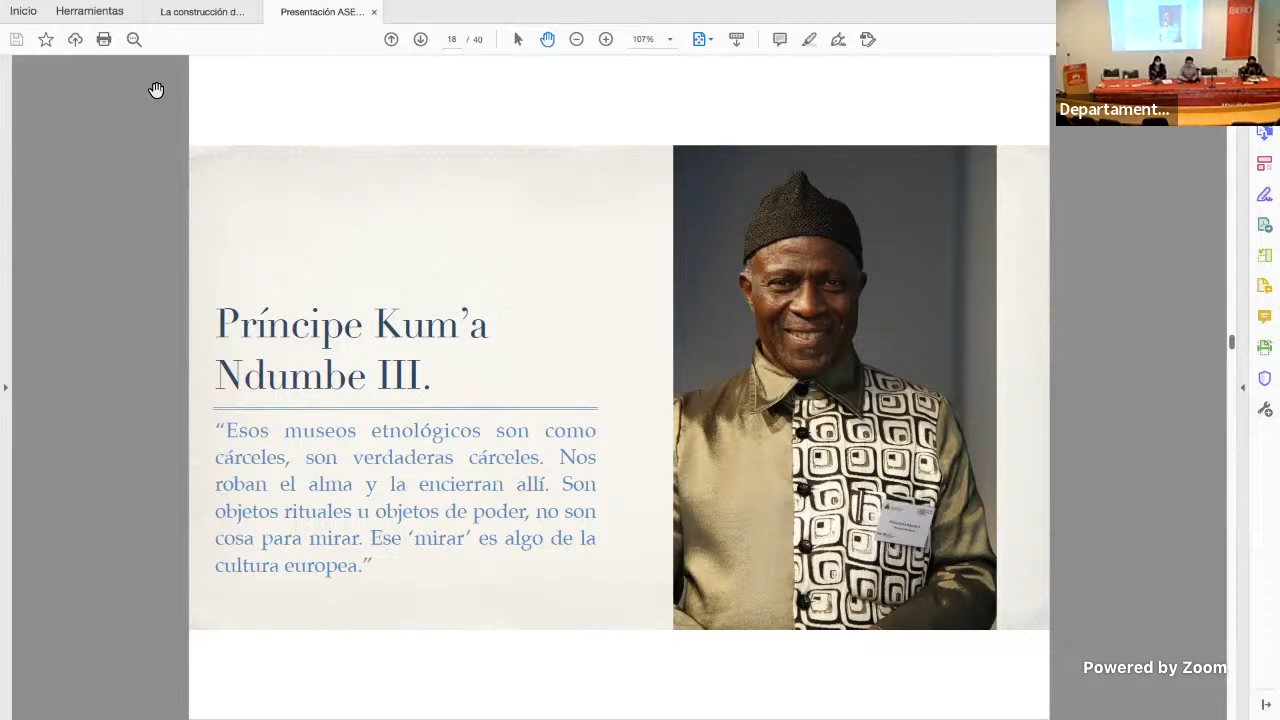 Inicio Herramientas La construcción d... Presentación ASE... ×
18 / 40 107%
Departament...
Príncipe Kum’a
Ndumbe III.
“Esos museos etnológicos son como
cárceles, son verdaderas cárceles. Nos
roban el alma y la encierran allí. Son
objetos rituales u objetos de poder, no son
cosa para mirar. Ese ‘mirar’ es algo de la
cultura europea.”
Powered by Zoom